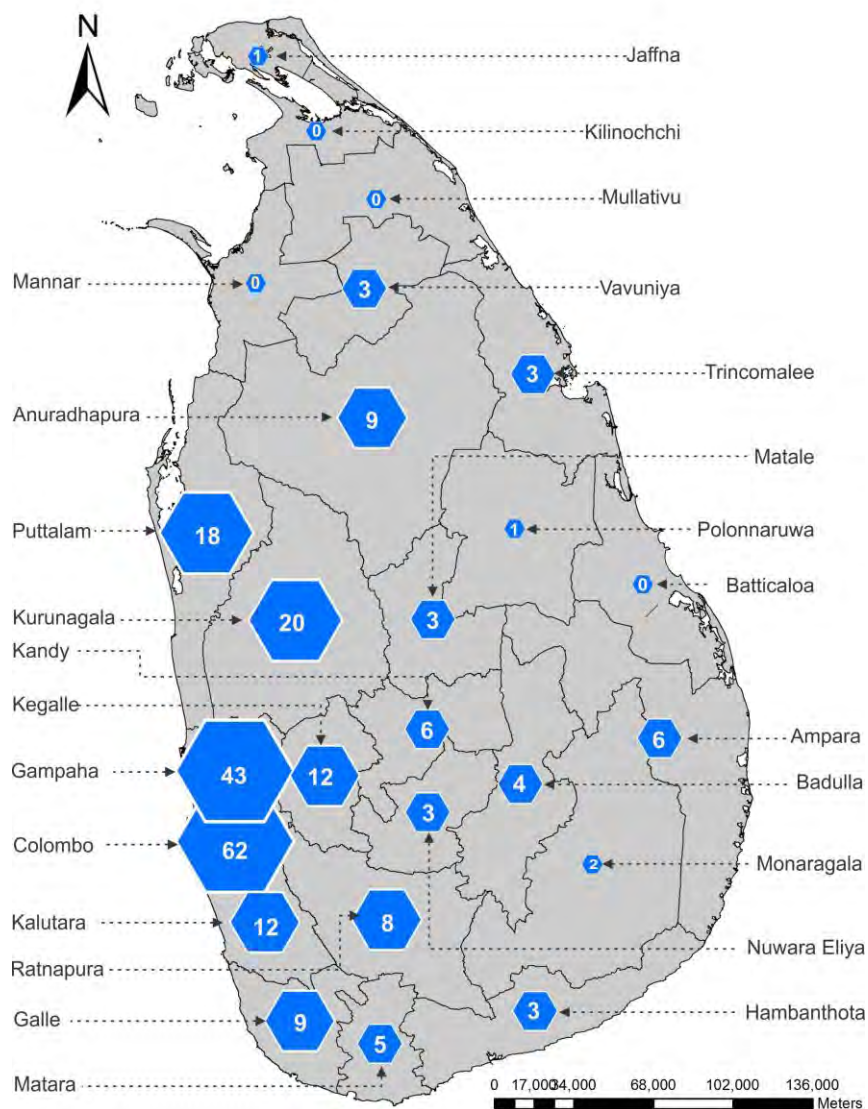 N
1
Jaffna
0
Kilinochchi
0
Mullativu
Mannar
0
3
Vavuniya
3
Trincomalee
Anuradhapura
9
Matale
Puttalam
18
1
Polonnaruwa
0
Batticaloa
Kurunagala
20
3
Kandy
Kegalle
6
6
Ampara
Gampaha
43
12
4
Badulla
3
Colombo
62
2
Monaragala
Kalutara
12
8
Nuwara Eliya
Ratnapura
Galle
9
3
Hambanthota
5
Matara
0 17,00034,000 68,000 102,000 136,000
Meters